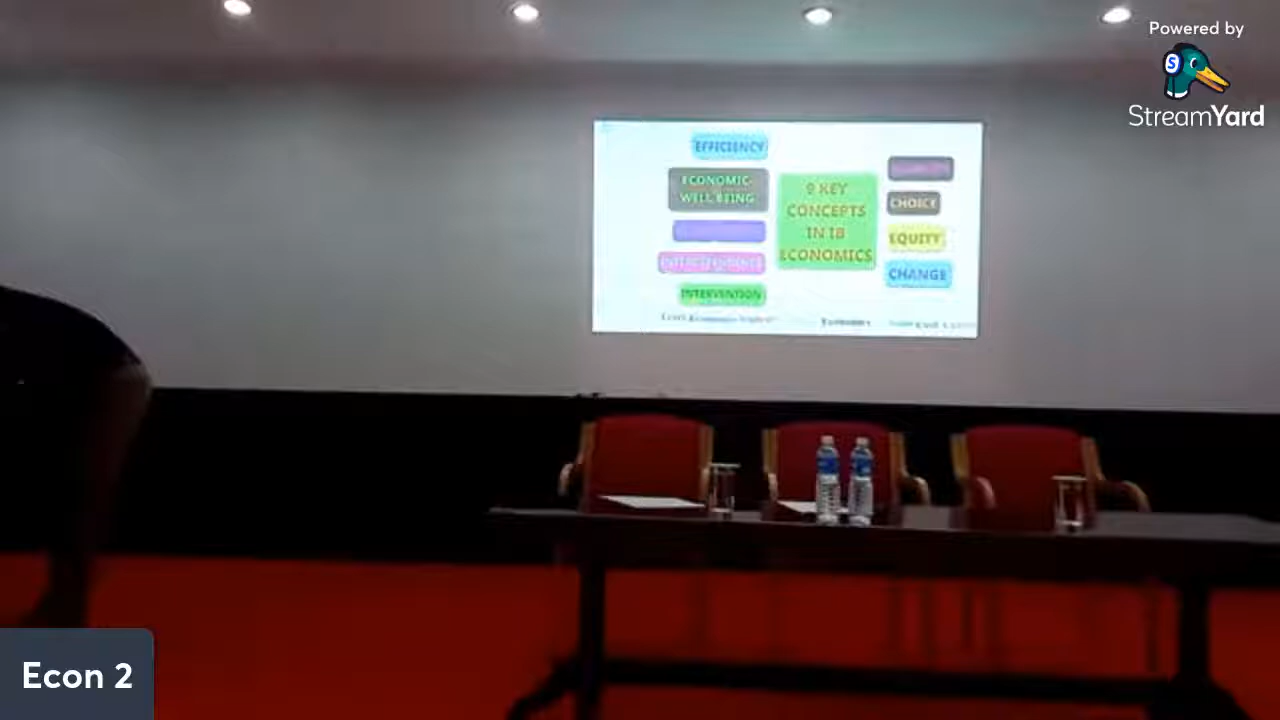 Powered by
StreamYard
EFFICIENCY
ECONOMIC
WELL BEING
INTERDEPENDENCE
INTERVENTION
9 KEY
CONCEPTS
IN IB
ECONOMICS
CHOICE
EQUITY
CHANGE
Econ 2